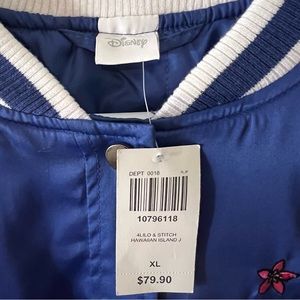 Disney
DEPT 0018
10796118
4LILO & STITCH
HAWAIIAN ISLAND J
XL
$79.90